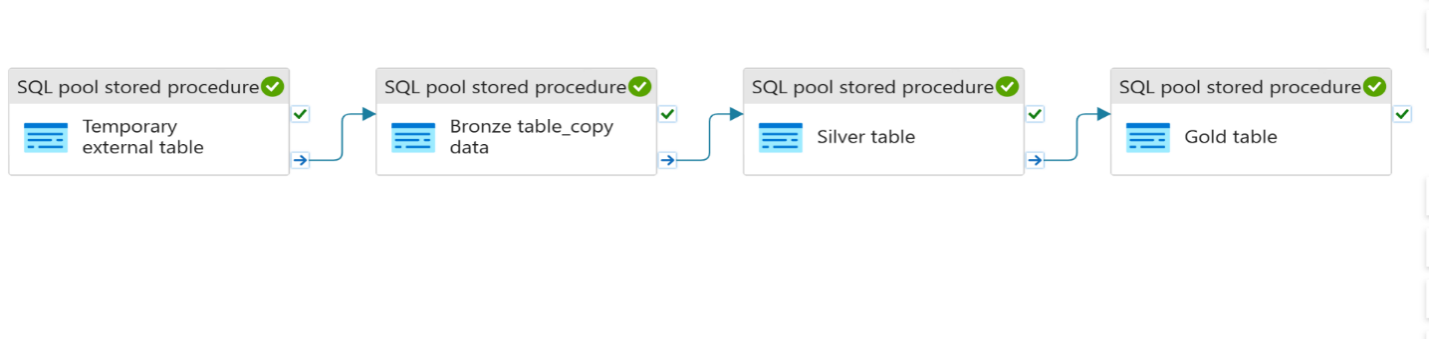 SQL pool stored procedure
Temporary
external table
SQL pool stored procedure
Bronze table_copy
data
SQL pool stored procedure
Silver table
SQL pool stored procedure
Gold table